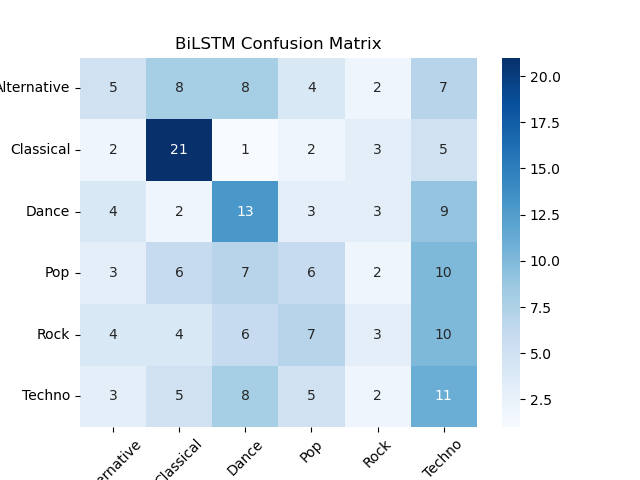 BiLSTM Confusion Matrix
Alternative 5 8 8 4 2 7
Classical 2 21 1 2 3 5
Dance 4 2 13 3 3 9
Pop 3 6 7 6 2 10
Rock 4 4 6 7 3 10
Techno 3 5 8 5 2 11
ernative Classical Dance Pop Rock Techno
20.0
17.5
15.0
12.5
10.0
7.5
5.0
2.5